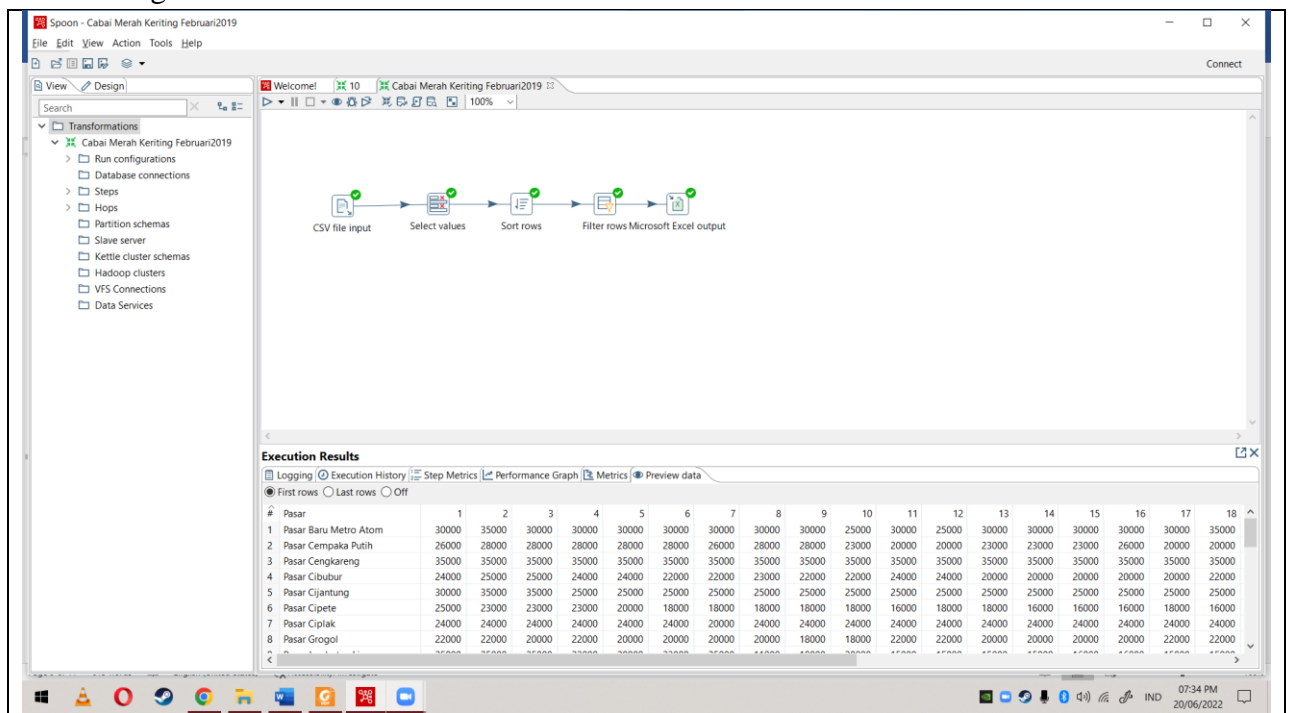 Spoon - Cabai Merah Keriting Februari2019
File Edit View Action Tools Help
Connect
View Design
Welcome! 10 Cabai Merah Keriting Februari2019
Search
100%
Transformations
Cabai Merah Keriting Februari2019
Run configurations
Database connections
Steps
Hops
Partition schemas
Slave server
Kettle cluster schemas
Hadoop clusters
VFS Connections
Data Services
CSV file input Select values Sort rows Filter rows Microsoft Excel output
Execution Results
Logging Execution History Step Metrics Performance Graph Metrics Preview data
First rows Last rows Off
# Pasar 1 2 3 4 5 6 7 8 9 10 11 12 13 14 15 16 17 18
1 Pasar Baru Metro Atom 30000 35000 30000 30000 30000 30000 30000 30000 30000 25000 30000 25000 30000 30000 30000 30000 30000 35000
2 Pasar Cempaka Putih 26000 28000 28000 28000 28000 28000 26000 28000 28000 23000 20000 20000 23000 23000 23000 26000 20000 20000
3 Pasar Cengkareng 35000 35000 35000 35000 35000 35000 35000 35000 35000 35000 35000 35000 35000 35000 35000 35000 35000 35000
4 Pasar Cibubur 24000 25000 25000 24000 24000 22000 22000 23000 22000 22000 24000 24000 20000 20000 20000 20000 20000 22000
5 Pasar Cijantung 30000 35000 35000 25000 25000 25000 25000 25000 25000 25000 25000 25000 25000 25000 25000 25000 25000 25000
6 Pasar Cipete 25000 23000 23000 23000 20000 18000 18000 18000 18000 18000 16000 18000 18000 16000 16000 16000 18000 16000
7 Pasar Ciplak 24000 24000 24000 24000 24000 24000 20000 24000 24000 24000 24000 24000 24000 24000 24000 24000 24000 24000
8 Pasar Grogol 22000 22000 20000 22000 20000 20000 20000 20000 18000 18000 22000 22000 20000 20000 20000 20000 22000 22000
IND 07:34 PM
20/06/2022